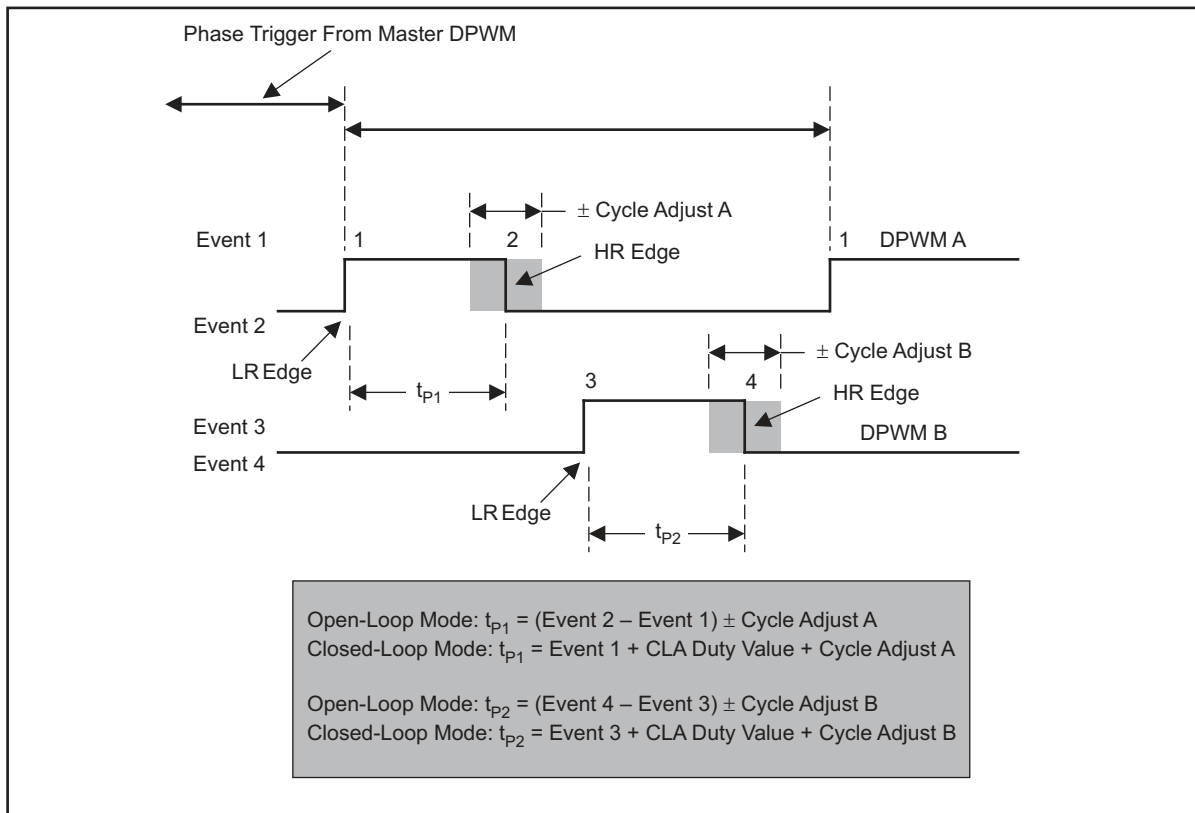 Phase Trigger From Master DPWM
± Cycle Adjust A
Event 1
1
2
1
DPWM A
HR Edge
Event 2
LR Edge
tP1
± Cycle Adjust B
3
4
HR Edge
Event 3
DPWM B
Event 4
LR Edge
tP2
Open-Loop Mode: tP1 = (Event 2 – Event 1) ± Cycle Adjust A
Closed-Loop Mode: tP1 = Event 1 + CLA Duty Value + Cycle Adjust A
Open-Loop Mode: tP2 = (Event 4 – Event 3) ± Cycle Adjust B
Closed-Loop Mode: tP2 = Event 3 + CLA Duty Value + Cycle Adjust B